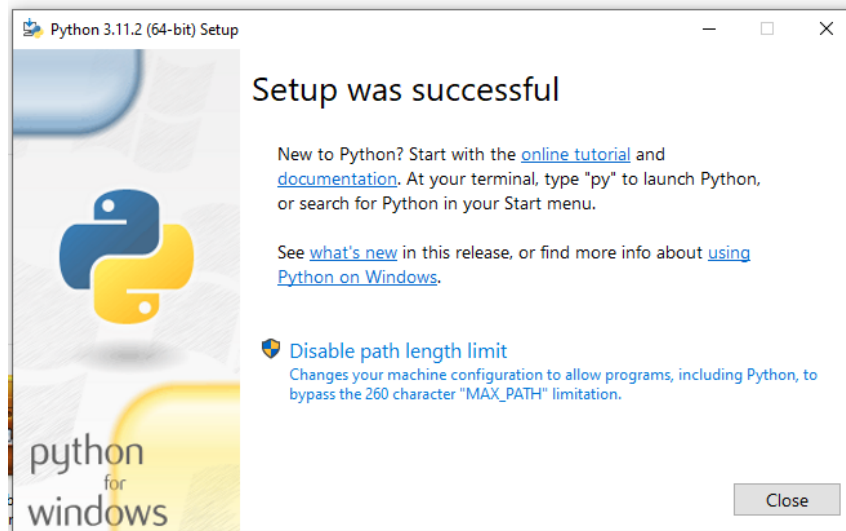 Python 3.11.2 (64-bit) Setup
Setup was successful
New to Python? Start with the online tutorial and
documentation. At your terminal, type "py" to launch Python,
or search for Python in your Start menu.
See what's new in this release, or find more info about using
Python on Windows.
Disable path length limit
Changes your machine configuration to allow programs, including Python, to
bypass the 260 character "MAX_PATH" limitation.
python
for
windows
Close